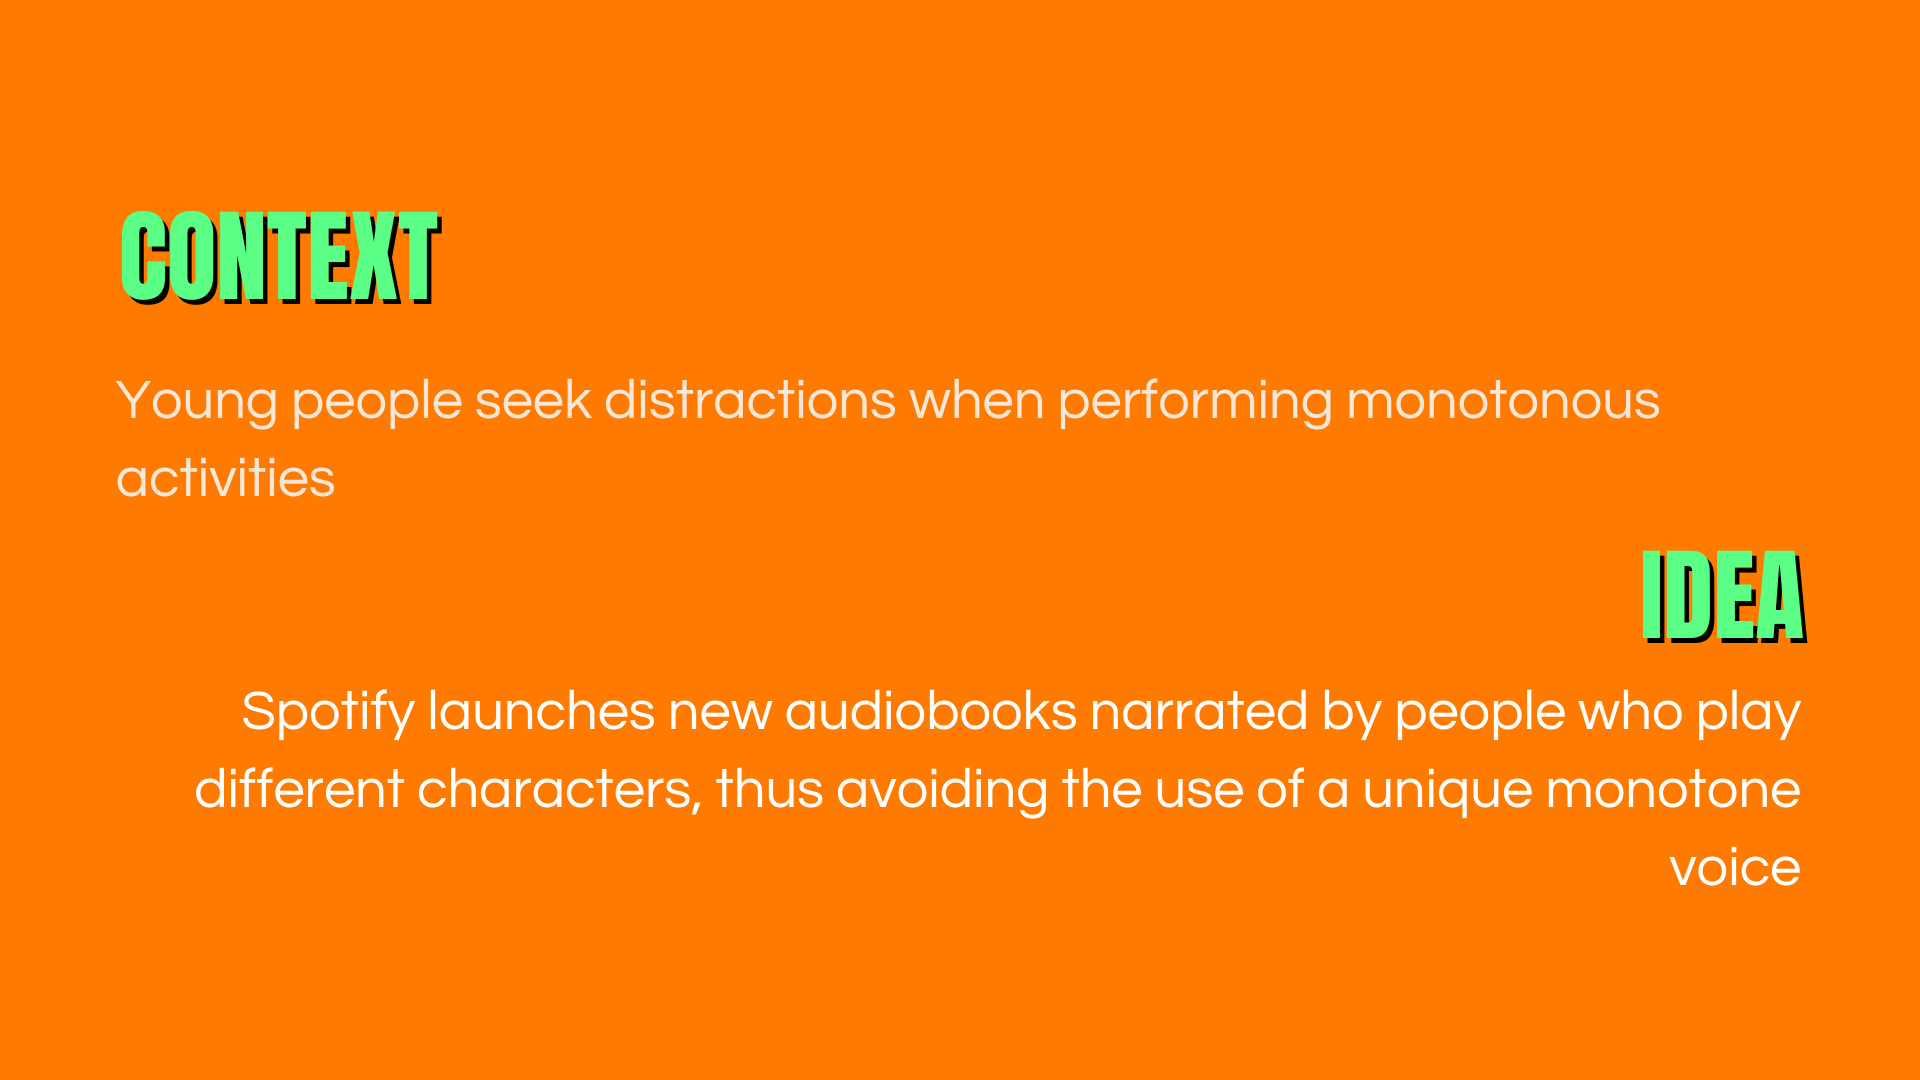 CONTEXT
Young people seek distractions when performing monotonous
activities
IDEA
Spotify launches new audiobooks narrated by people who play
different characters, thus avoiding the use of a unique monotone
voice